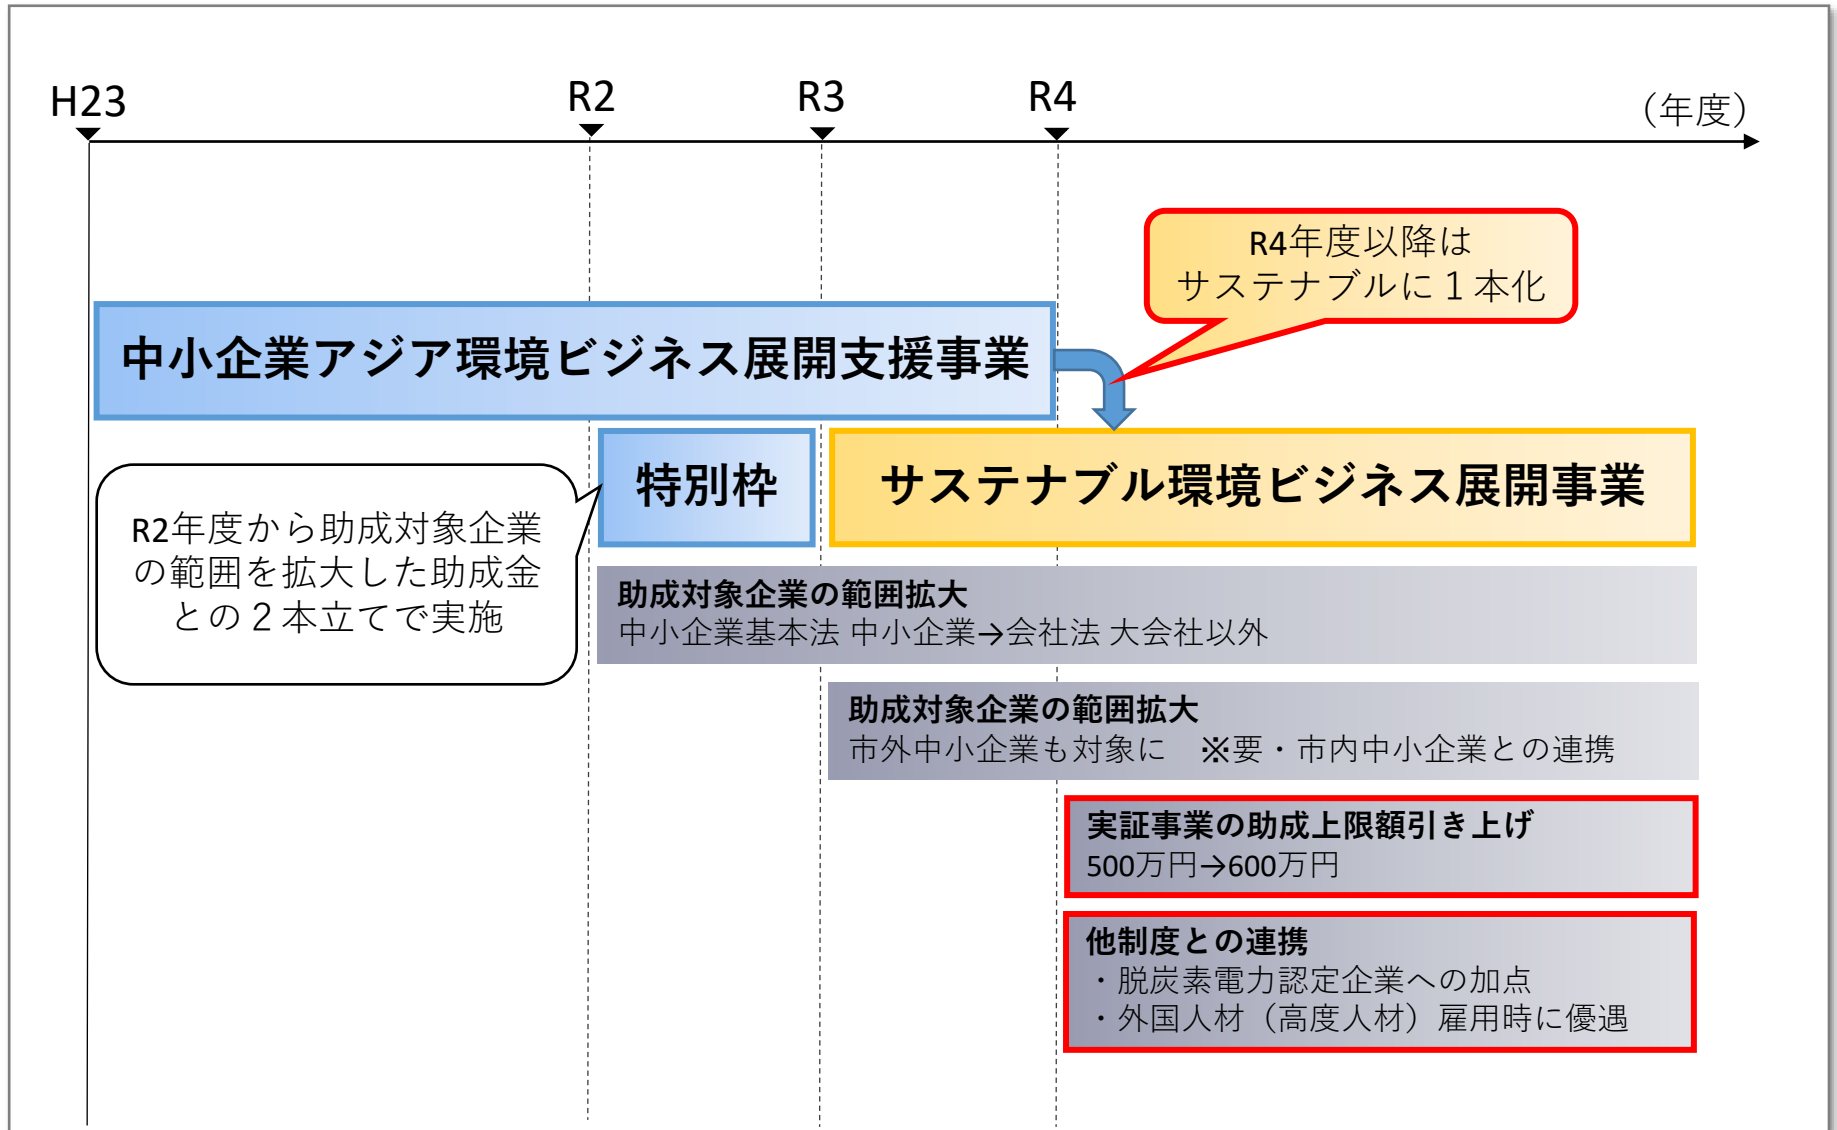 H23
R2
R3
R4
（年度）
R4年度以降は
サステナブルに１本化
中小企業アジア環境ビジネス展開支援事業
特別枠
サステナブル環境ビジネス展開事業
R2年度から助成対象企業
の範囲を拡大した助成金
との２本立てで実施
助成対象企業の範囲拡大
中小企業基本法 中小企業→会社法 大会社以外
助成対象企業の範囲拡大
市外中小企業も対象に　※要・市内中小企業との連携
実証事業の助成上限額引き上げ
500万円→600万円
他制度との連携
・脱炭素電力認定企業への加点
・外国人材（高度人材）雇用時に優遇